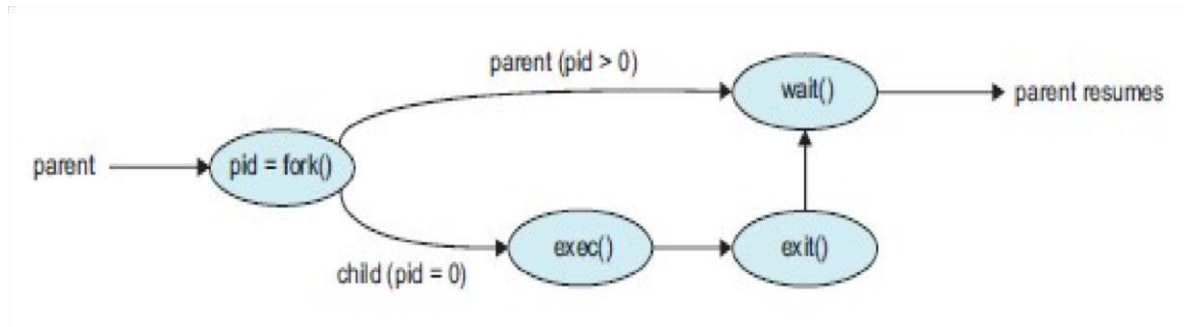 parent (pid > 0)
wait()
parent resumes
parent
pid = fork()
exec()
exit()
child (pid = 0)